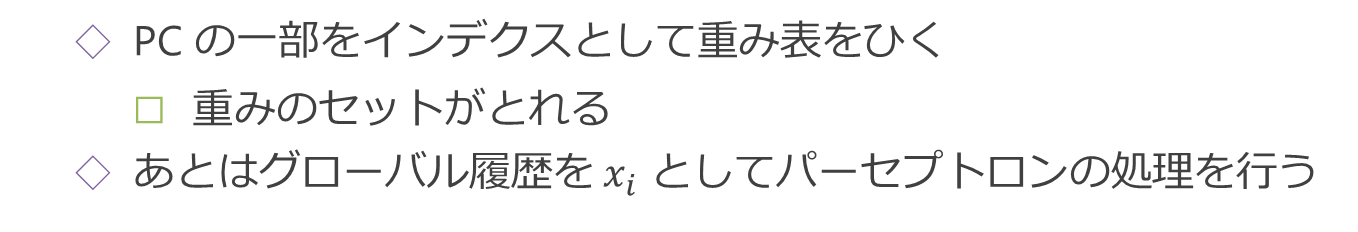 ◇ PC の一部をインデクスとして重み表をひく
□ 重みのセットがとれる
◇ あとはグローバル履歴を xᵢ としてパーセプトロンの処理を行う